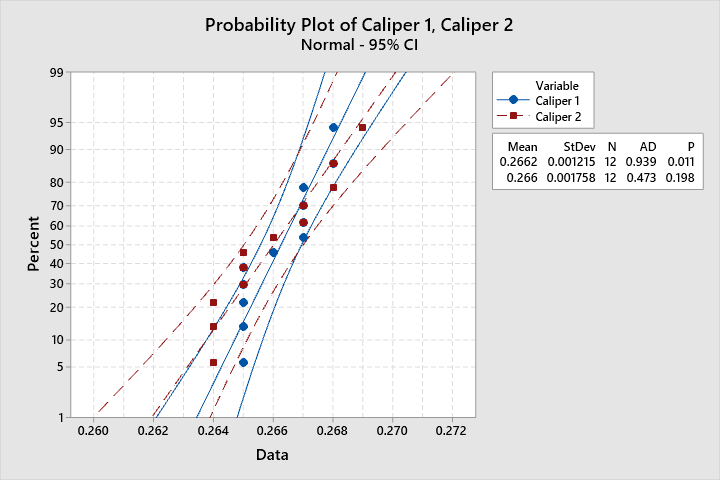 Probability Plot of Caliper 1, Caliper 2
Normal - 95% CI
99
95
90
80
70
60
50
40
30
20
10
5
1
Percent
0.260 0.262 0.264 0.266 0.268 0.270 0.272
Data
Variable
Caliper 1
Caliper 2
Mean StDev N AD P
0.2662 0.001215 12 0.939 0.011
0.266 0.001758 12 0.473 0.198